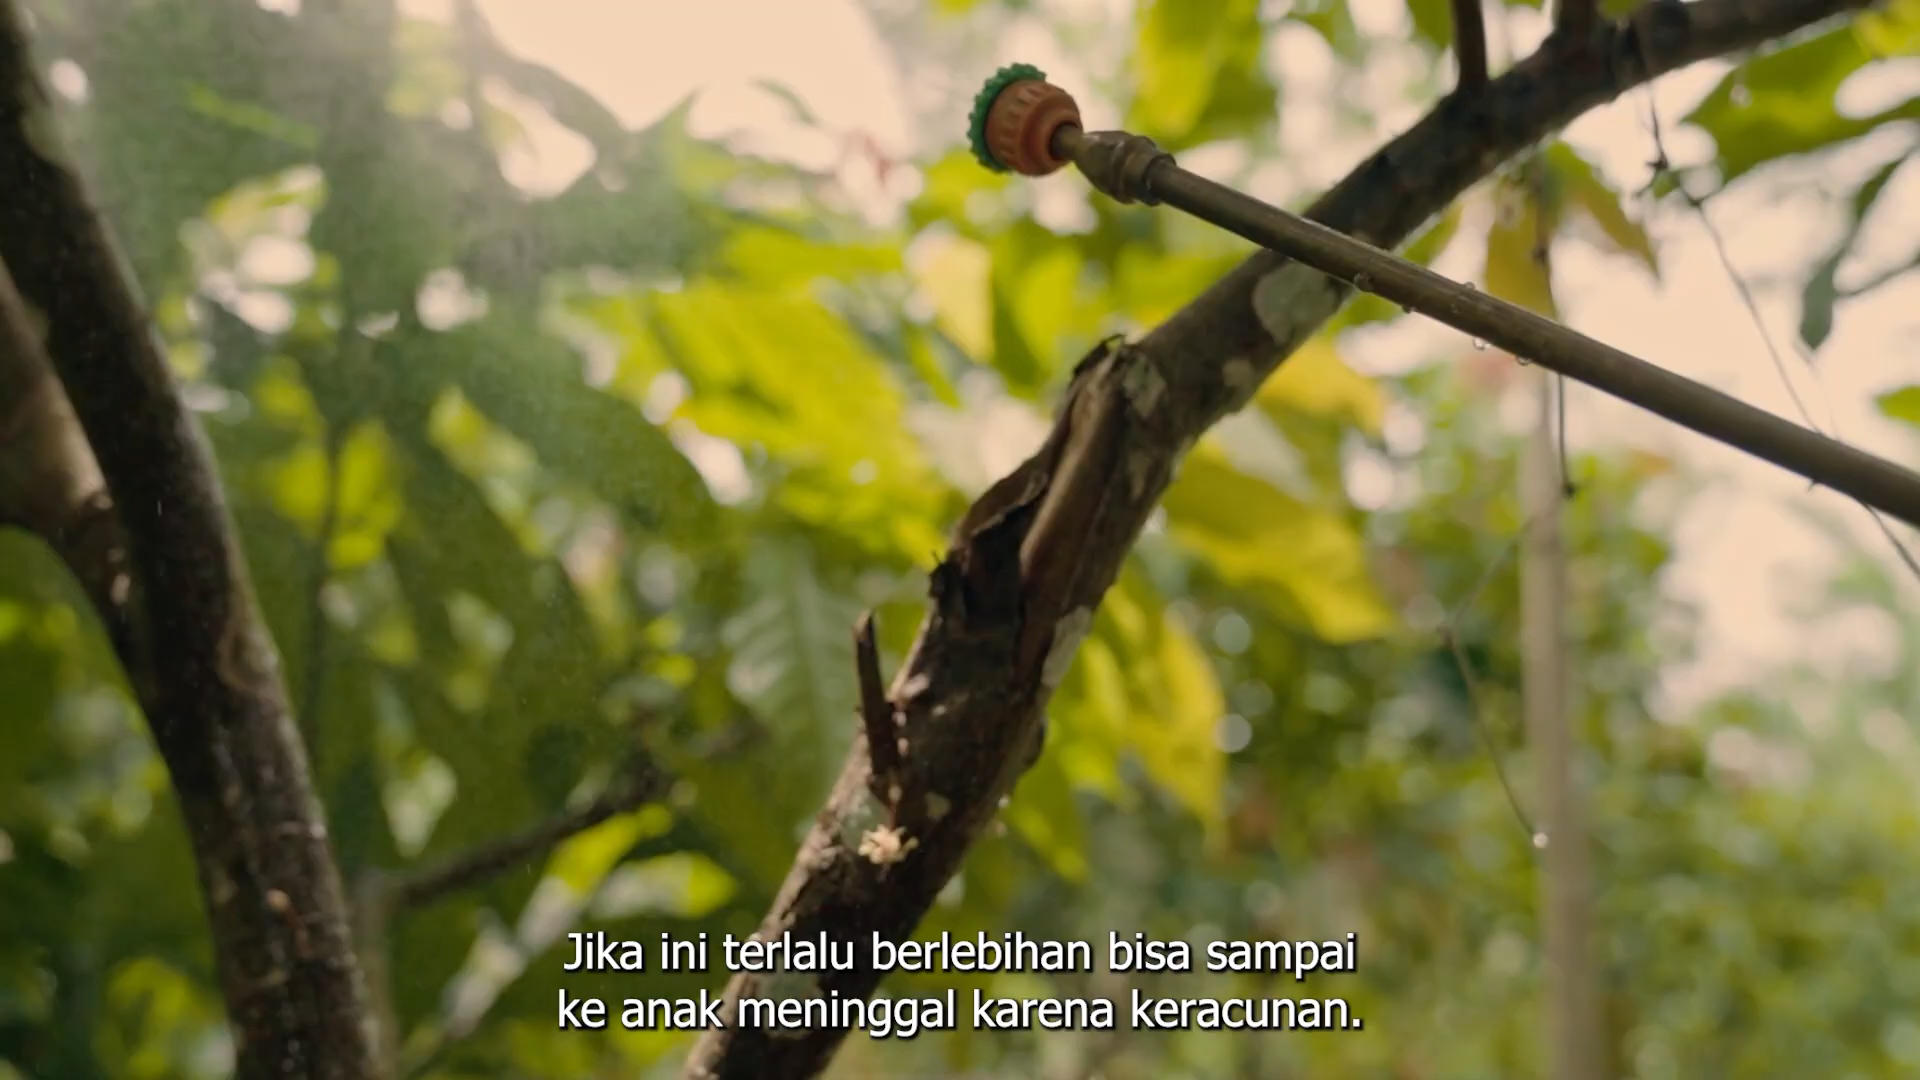 Jika ini terlalu berlebihan bisa sampai
ke anak meninggal karena keracunan.